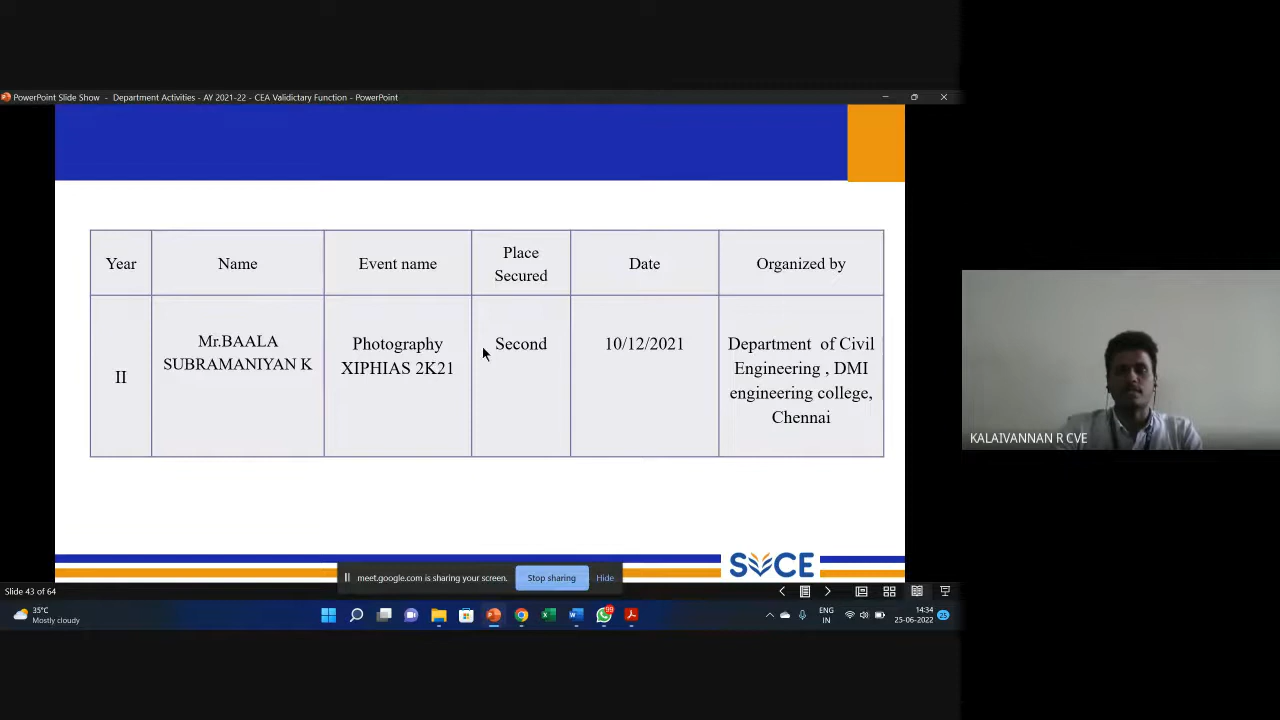 PowerPoint Slide Show - Department Activities - AY 2021-22 - CEA Validictary Function - PowerPoint
Year
Name
Event name
Place
Secured
Date
Organized by
II
Mr.BAALA
SUBRAMANIYAN K
Photography
XIPHIAS 2K21
Second
10/12/2021
Department of Civil
Engineering , DMI
engineering college,
Chennai
KALAIVANNAN R CVE
SVCE
meet.google.com is sharing your screen.
Stop sharing
Hide
Slide 43 of 64
35°C
Mostly cloudy
99
ENG
IN
14:34
25-06-2022
25